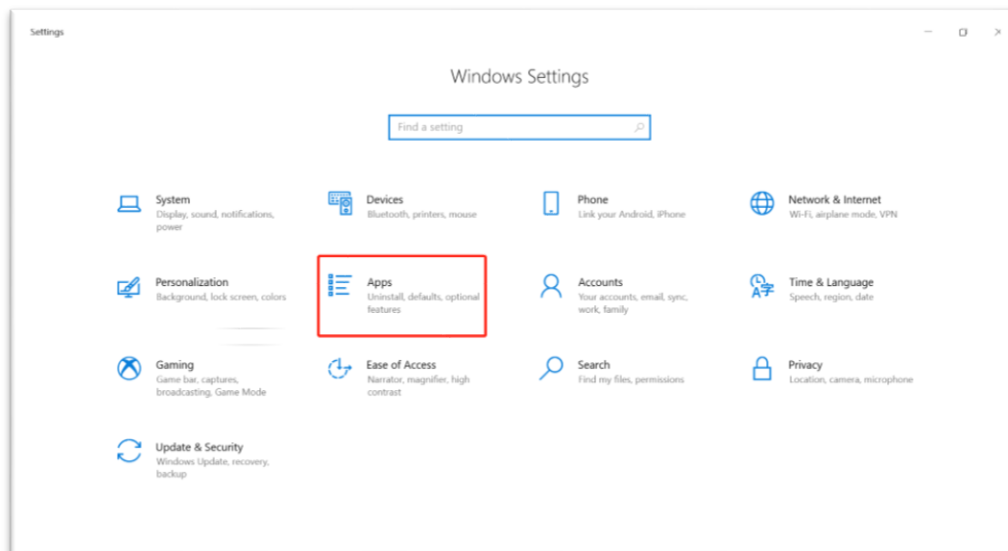 Settings
Windows Settings
Find a setting
System
Display, sound, notifications,
power
Devices
Bluetooth, printers, mouse
Phone
Link your Android, iPhone
Network & Internet
Wi-Fi, airplane mode, VPN
Personalization
Background, lock screen, colors
Apps
Uninstall, defaults, optional
features
Accounts
Your accounts, email, sync,
work, family
Time & Language
Speech, region, date
Gaming
Game bar, captures,
broadcasting, Game Mode
Ease of Access
Narrator, magnifier, high
contrast
Search
Find my files, permissions
Privacy
Location, camera, microphone
Update & Security
Windows Update, recovery,
backup